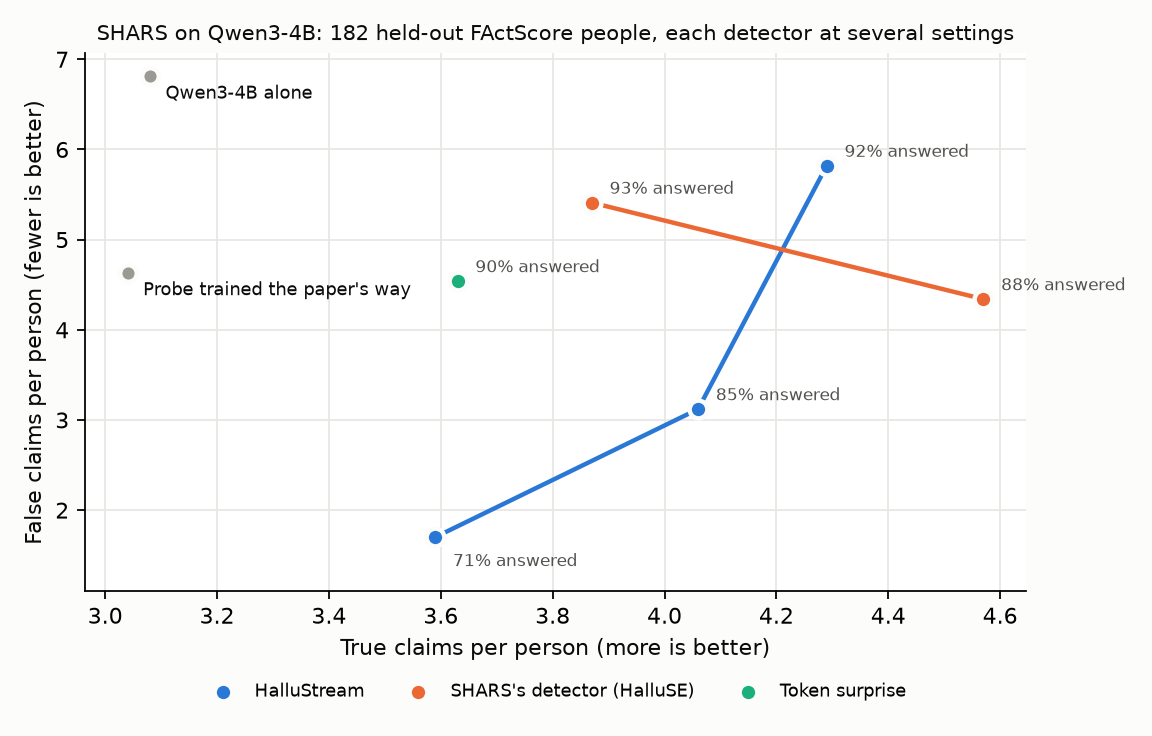 SHARS on Qwen3-4B: 182 held-out FActScore people, each detector at several settings
False claims per person (fewer is better)
7
6
5
4
3
2
Qwen3-4B alone
92% answered
93% answered
90% answered
88% answered
Probe trained the paper's way
85% answered
71% answered
3.0 3.2 3.4 3.6 3.8 4.0 4.2 4.4 4.6
True claims per person (more is better)
HalluStream SHARS's detector (HalluSE) Token surprise